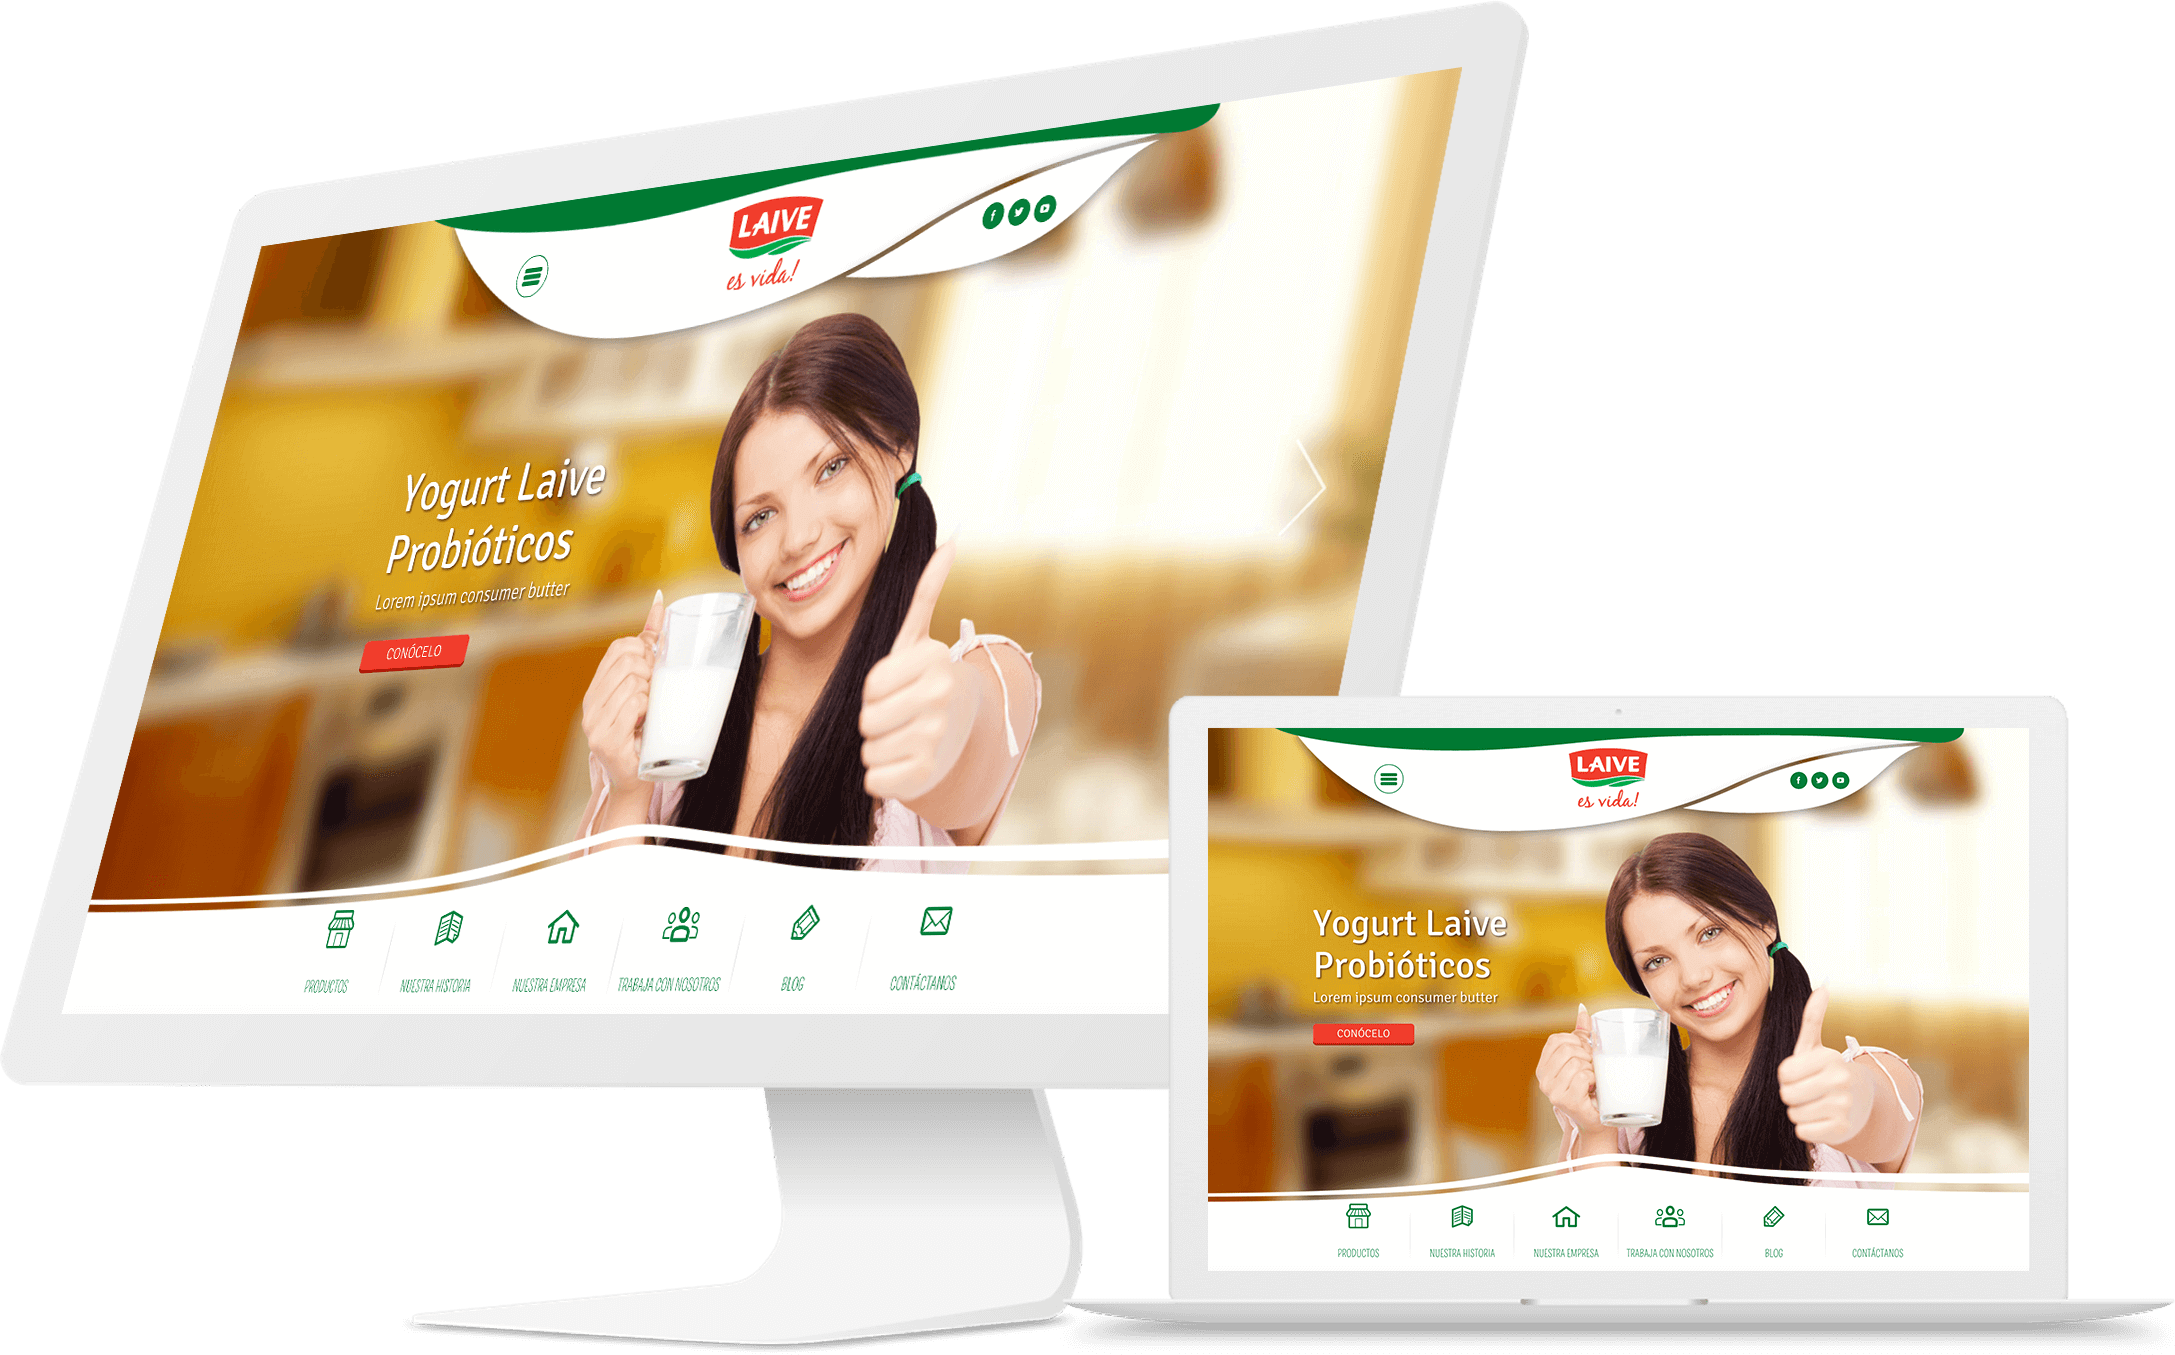 LAIVE
es vida!
Yogurt Laive
Probióticos
Lorem ipsum consumer butter
CONÓCELO
PRODUCTOS
NUESTRA HISTORIA
NUESTRA EMPRESA
TRABAJA CON NOSOTROS
BLOG
CONTÁCTANOS
LAIVE
es vida!
Yogurt Laive
Probióticos
Lorem ipsum consumer butter
CONÓCELO
PRODUCTOS
NUESTRA HISTORIA
NUESTRA EMPRESA
TRABAJA CON NOSOTROS
BLOG
CONTÁCTANOS